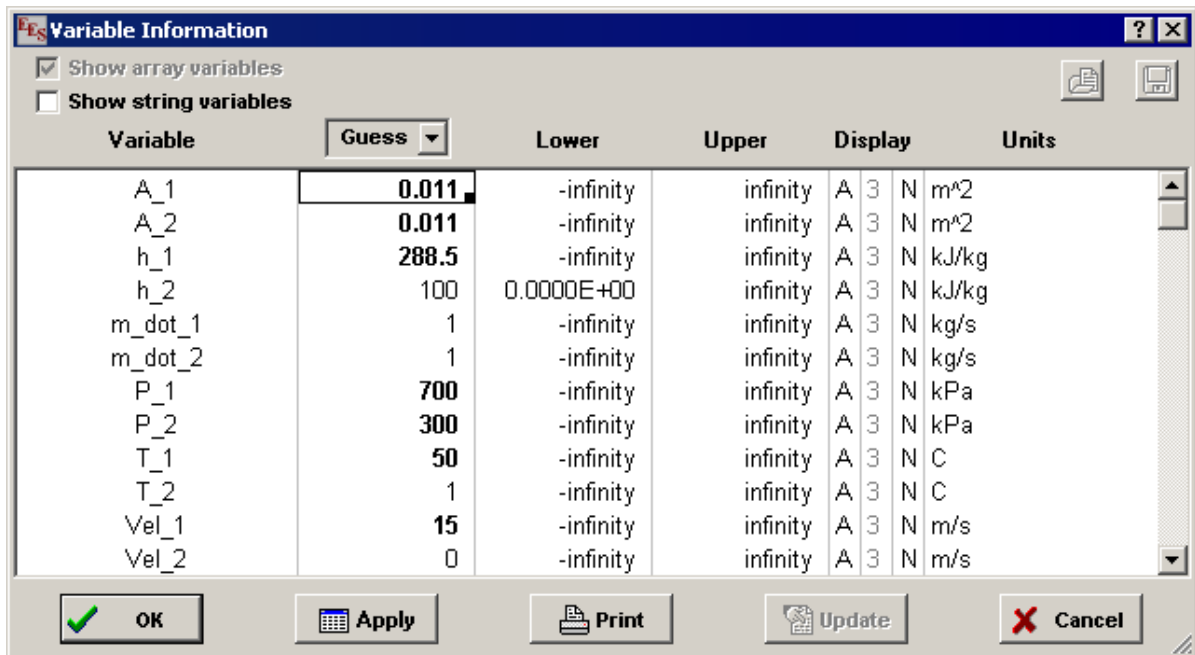 EES Variable Information
Show array variables
Show string variables
Variable Guess Lower Upper Display Units
A_1 0.011 -infinity infinity A 3 N m^2
A_2 0.011 -infinity infinity A 3 N m^2
h_1 288.5 -infinity infinity A 3 N kJ/kg
h_2 100 0.0000E+00 infinity A 3 N kJ/kg
m_dot_1 1 -infinity infinity A 3 N kg/s
m_dot_2 1 -infinity infinity A 3 N kg/s
P_1 700 -infinity infinity A 3 N kPa
P_2 300 -infinity infinity A 3 N kPa
T_1 50 -infinity infinity A 3 N C
T_2 1 -infinity infinity A 3 N C
Vel_1 15 -infinity infinity A 3 N m/s
Vel_2 0 -infinity infinity A 3 N m/s
OK Apply Print Update Cancel